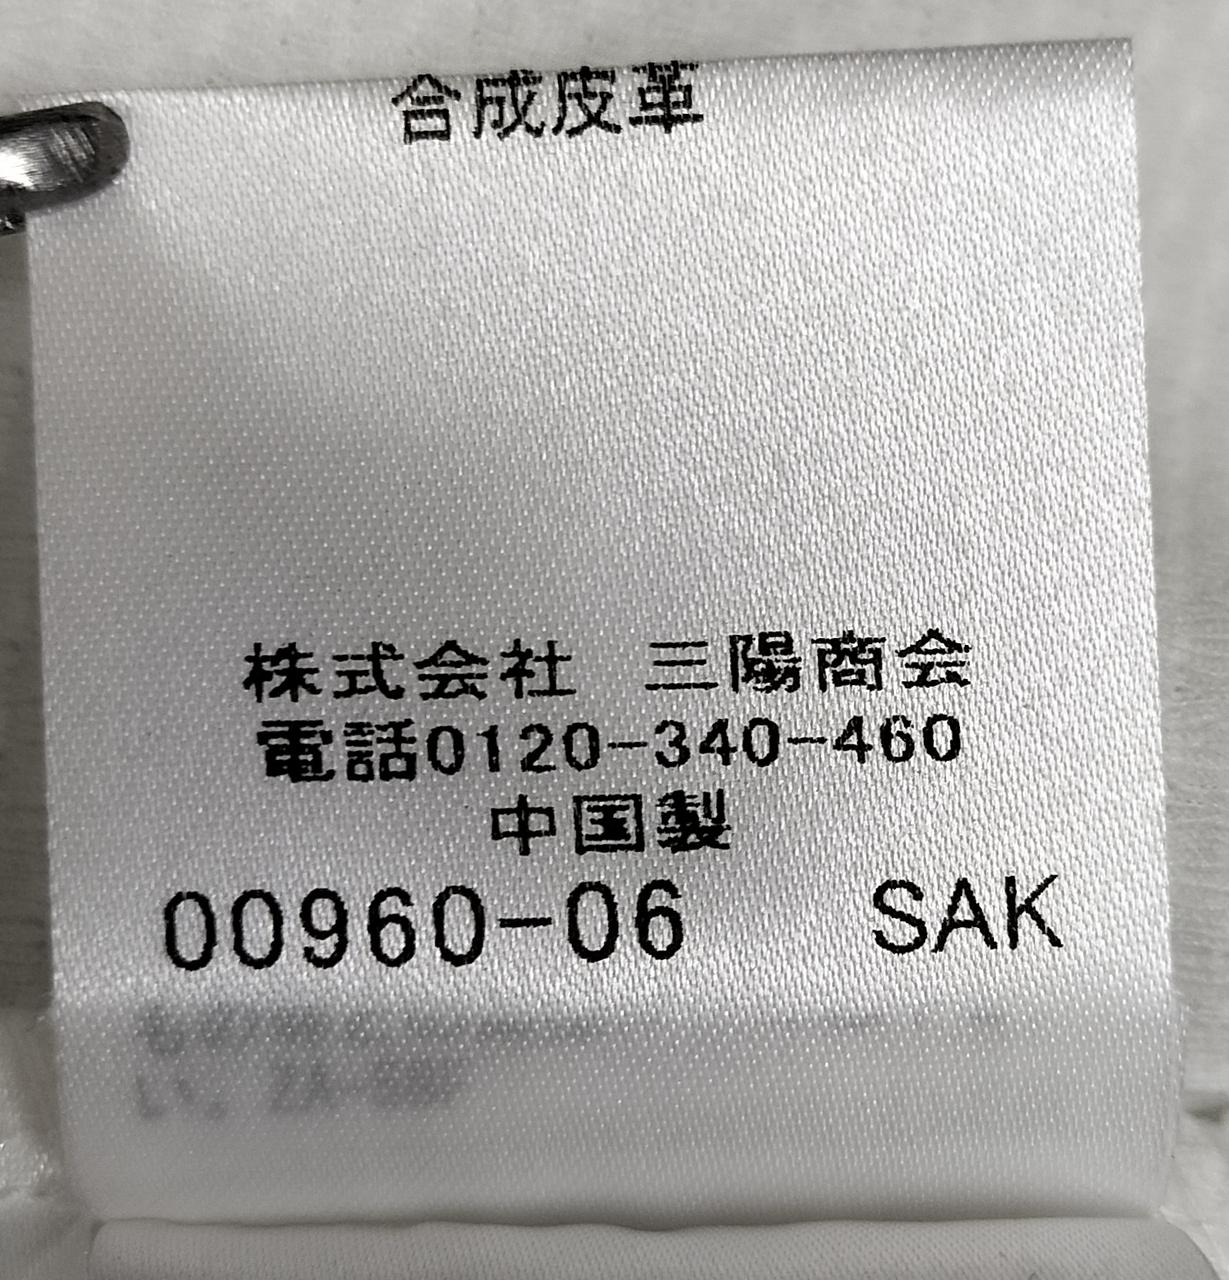 合成皮革
株式会社 三陽商会
電話0120-340-460
中国製
00960-06 SAK